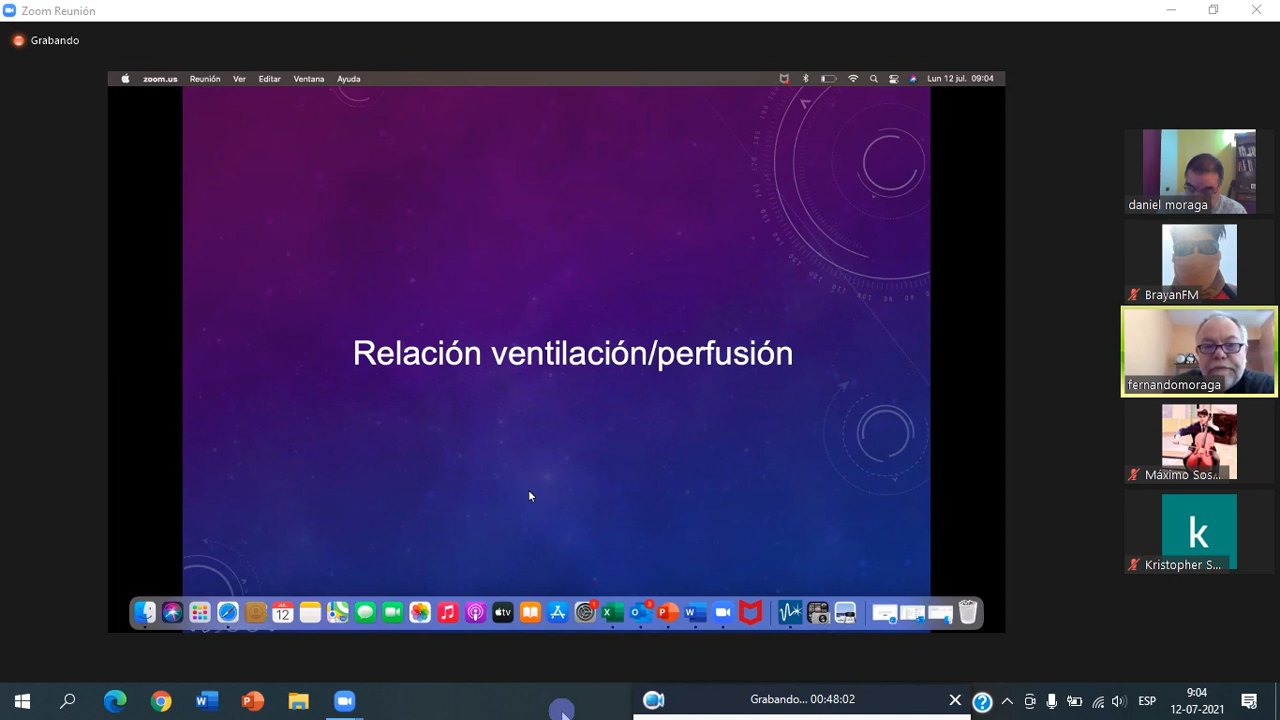 Zoom Reunión
Grabando
zoom.us Reunión Ver Editar Ventana Ayuda
Lun 12 jul. 09:04
Relación ventilación/perfusión
daniel moraga
BrayanFM
fernandomoraga
Máximo Sos...
k
Kristopher S...
Grabando... 00:48:02
ESP
9:04
12-07-2021